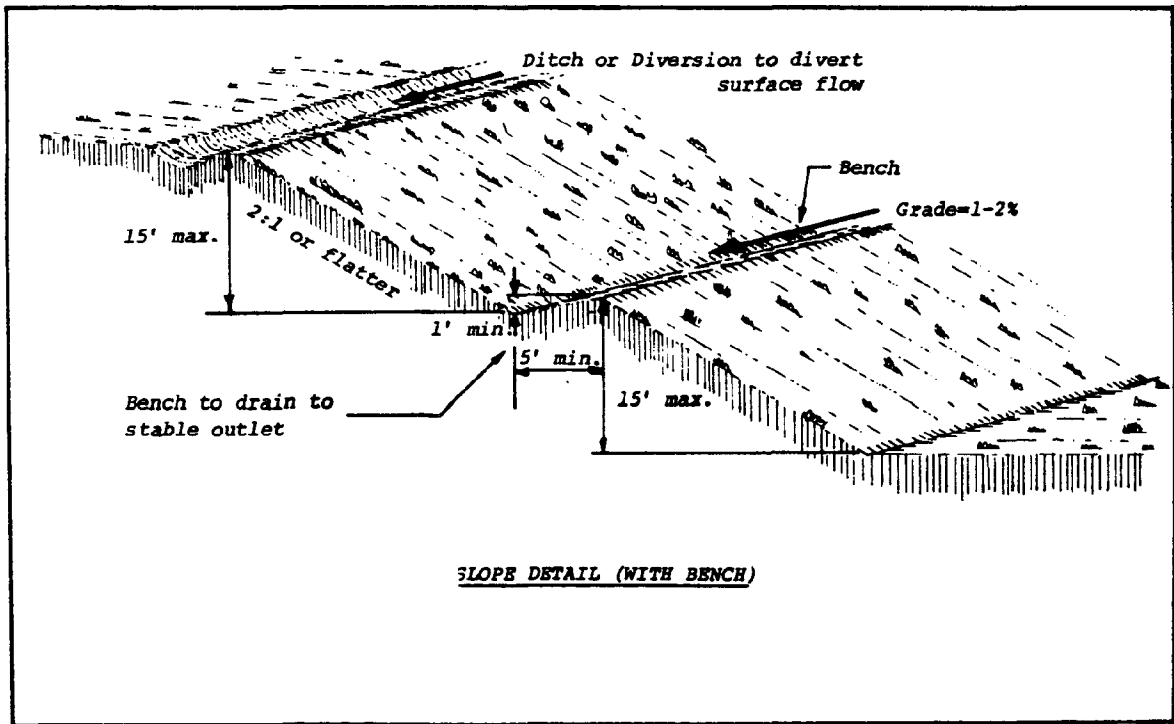 Ditch or Diversion to divert
surface flow
Bench
Grade=1-2%
15' max.
2:1 or flatter
1' min.
5' min.
15' max.
Bench to drain to
stable outlet
SLOPE DETAIL (WITH BENCH)